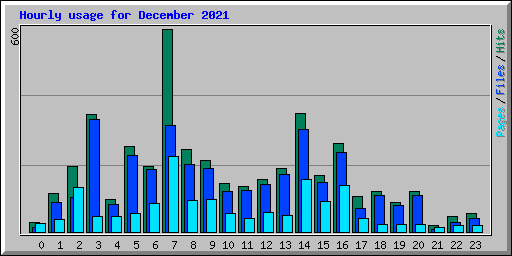 Hourly usage for December 2021
600
Pages / Files / Hits
0 1 2 3 4 5 6 7 8 9 10 11 12 13 14 15 16 17 18 19 20 21 22 23